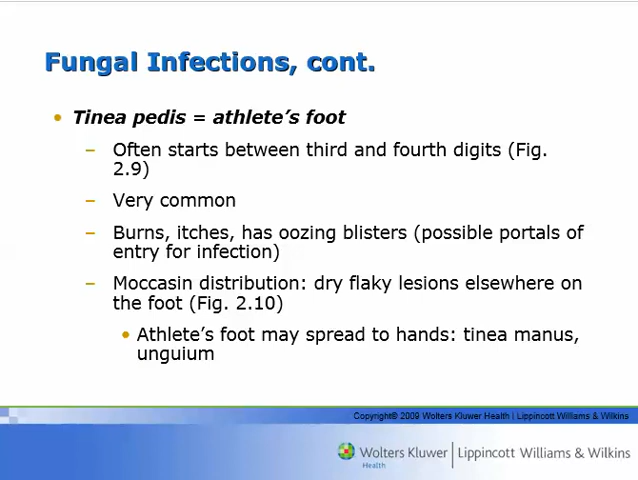 Fungal Infections, cont.
• Tinea pedis = athlete’s foot
– Often starts between third and fourth digits (Fig.
2.9)
– Very common
– Burns, itches, has oozing blisters (possible portals of
entry for infection)
– Moccasin distribution: dry flaky lesions elsewhere on
the foot (Fig. 2.10)
• Athlete’s foot may spread to hands: tinea manus,
unguium
Copyright© 2009 Wolters Kluwer Health | Lippincott Williams & Wilkins
Wolters Kluwer | Lippincott Williams & Wilkins
Health